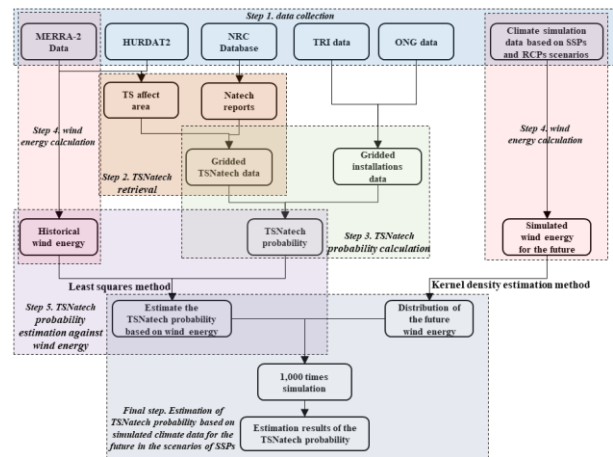 Step 1. data collection
MERRA-2
Data
HURDAT2
NRC
Database
TRI data
ONG data
Climate simulation
data based on SSPs
and RCPs scenarios
TS affect
area
Natech
reports
Step 4. wind
energy calculation
Step 4. wind
energy calculation
Gridded
TSNatech data
Gridded
installations
data
Step 2. TSNatech
retrieval
Historical
wind energy
TSNatech
probability
Step 3. TSNatech
probability calculation
Simulated
wind energy
for the future
Least squares method
Kernel density estimation method
Step 5. TSNatech
probability
estimation against
wind energy
Estimate the
TSNatech probability
based on wind energy
Distribution of
the future
wind energy
1,000 times
simulation
Final step. Estimation of
TSNatech probability based on
simulated climate data for the
future in the scenarios of SSPs
Estimation results of the
TSNatech probability